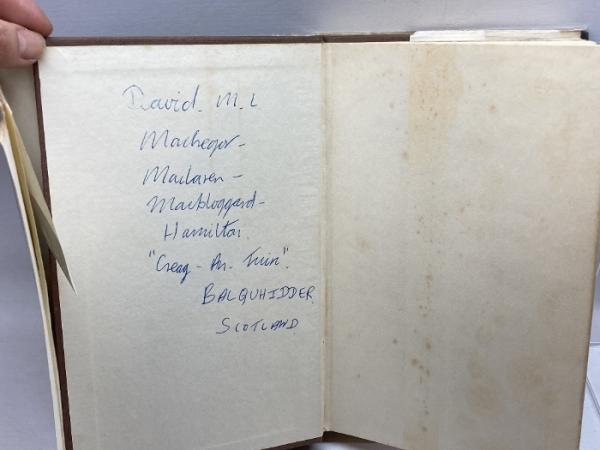 David. M. L
MacGregor -
Maclaren -
Hamilton.
"Creag - An - Tuirc".
BALQUHIDDER.
SCOTLAND